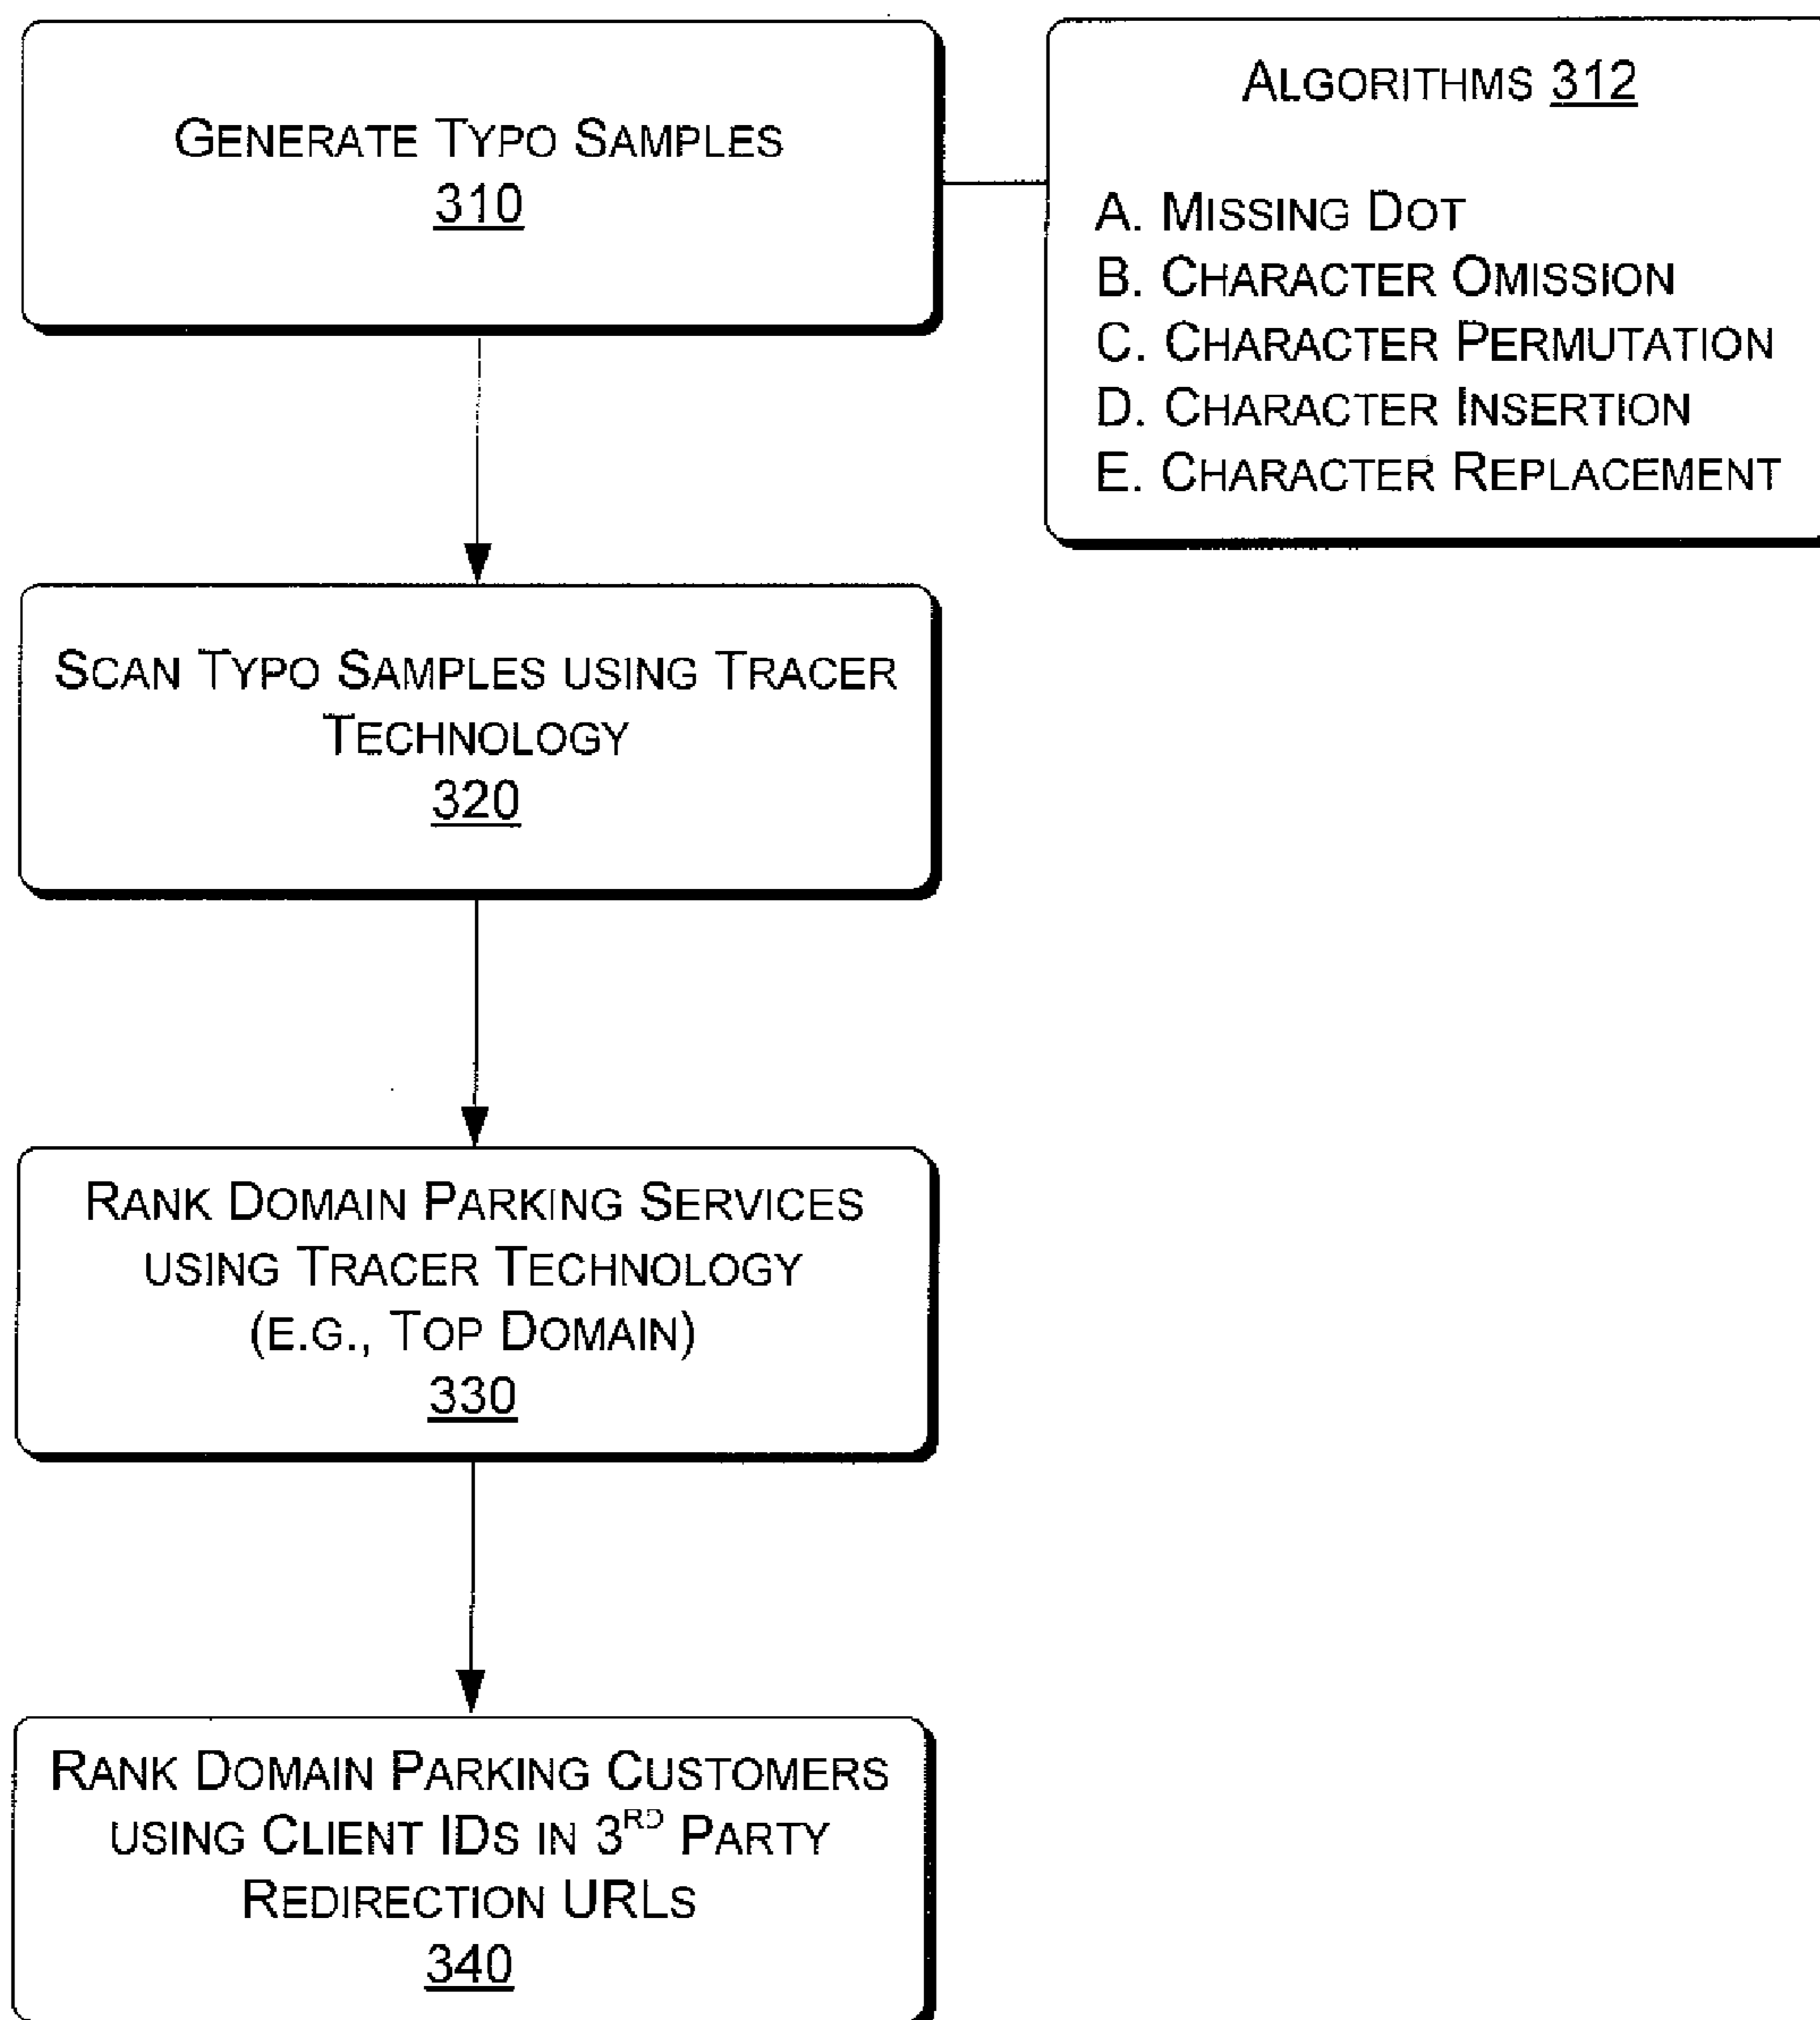 GENERATE TYPO SAMPLES
310
ALGORITHMS 312
A. MISSING DOT
B. CHARACTER OMISSION
C. CHARACTER PERMUTATION
D. CHARACTER INSERTION
E. CHARACTER REPLACEMENT
SCAN TYPO SAMPLES USING TRACER
TECHNOLOGY
320
RANK DOMAIN PARKING SERVICES
USING TRACER TECHNOLOGY
(E.G., TOP DOMAIN)
330
RANK DOMAIN PARKING CUSTOMERS
USING CLIENT IDS IN 3RD PARTY
REDIRECTION URLS
340